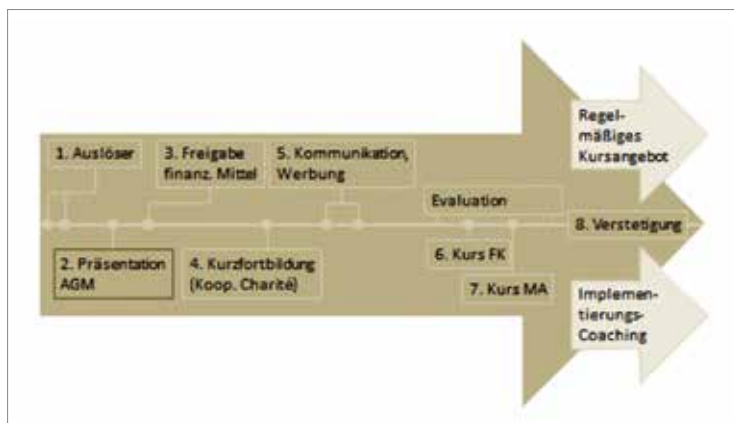 1. Auslöser
3. Freigabe
finanz. Mittel
5. Kommunikation,
Werbung
2. Präsentation
AGM
4. Kurzfortbildung
(Koop. Charité)
Evaluation
6. Kurs FK
7. Kurs MA
8. Verstetigung
Regel-
mäßiges
Kursangebot
Implemen-
tierungs-
Coaching